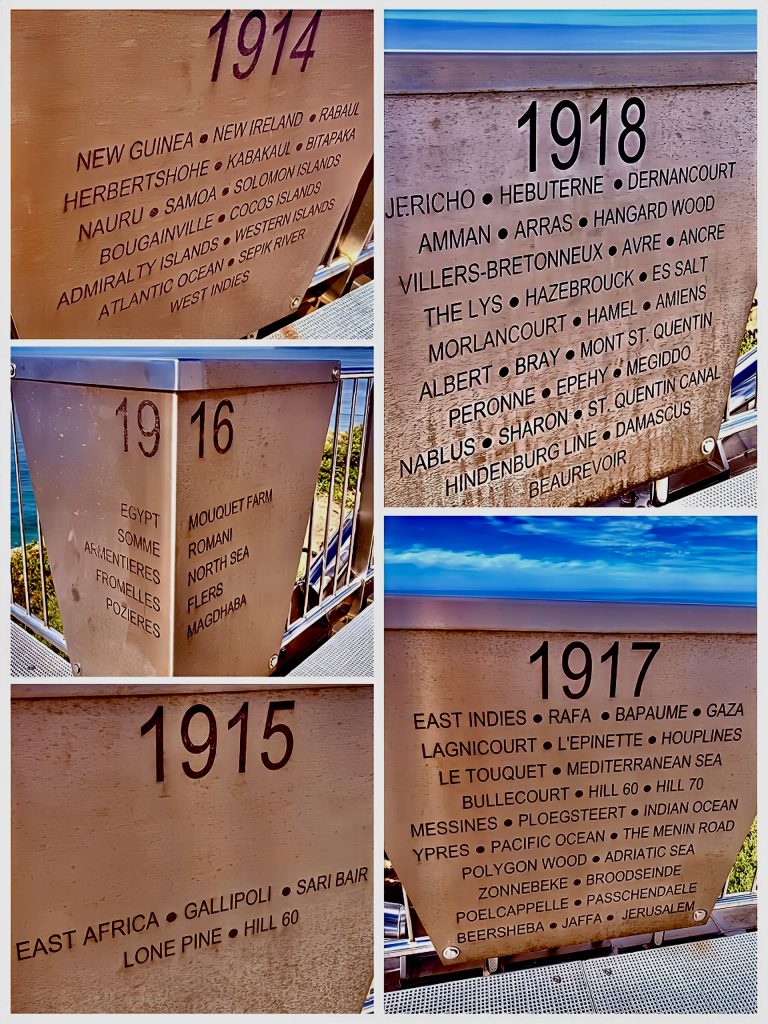 1914
NEW GUINEA ● NEW IRELAND ● RABAUL
HERBERTSHOHE ● KABAKAUL ● BITAPAKA
NAURU ● SAMOA ● SOLOMON ISLANDS
BOUGAINVILLE ● COCOS ISLANDS
ADMIRALTY ISLANDS ● WESTERN ISLANDS
ATLANTIC OCEAN ● SEPIK RIVER
WEST INDIES
1916
EGYPT
SOMME
ARMENTIERES
FROMELLES
POZIERES
MOUQUET FARM
ROMANI
NORTH SEA
FLERS
MAGDHABA
1915
EAST AFRICA ● GALLIPOLI ● SARI BAIR
LONE PINE ● HILL 60
1918
JERICHO ● HEBUTERNE ● DERNANCOURT
AMMAN ● ARRAS ● HANGARD WOOD
VILLERS-BRETONNEUX ● AVRE ● ANCRE
THE LYS ● HAZEBROUCK ● ES SALT
MORLANCOURT ● HAMEL ● AMIENS
ALBERT ● BRAY ● MONT ST. QUENTIN
PERONNE ● EPEHY ● MEGIDDO
NABLUS ● SHARON ● ST. QUENTIN CANAL
HINDENBURG LINE ● DAMASCUS
BEAUREVOIR
1917
EAST INDIES ● RAFA ● BAPAUME ● GAZA
LAGNICOURT ● L'EPINETTE ● HOUPLINES
LE TOUQUET ● MEDITERRANEAN SEA
BULLECOURT ● HILL 60 ● HILL 70
MESSINES ● PLOEGSTEERT ● INDIAN OCEAN
YPRES ● PACIFIC OCEAN ● THE MENIN ROAD
POLYGON WOOD ● ADRIATIC SEA
ZONNEBEKE ● BROODSEINDE
POELCAPPELLE ● PASSCHENDAELE
BEERSHEBA ● JAFFA ● JERUSALEM